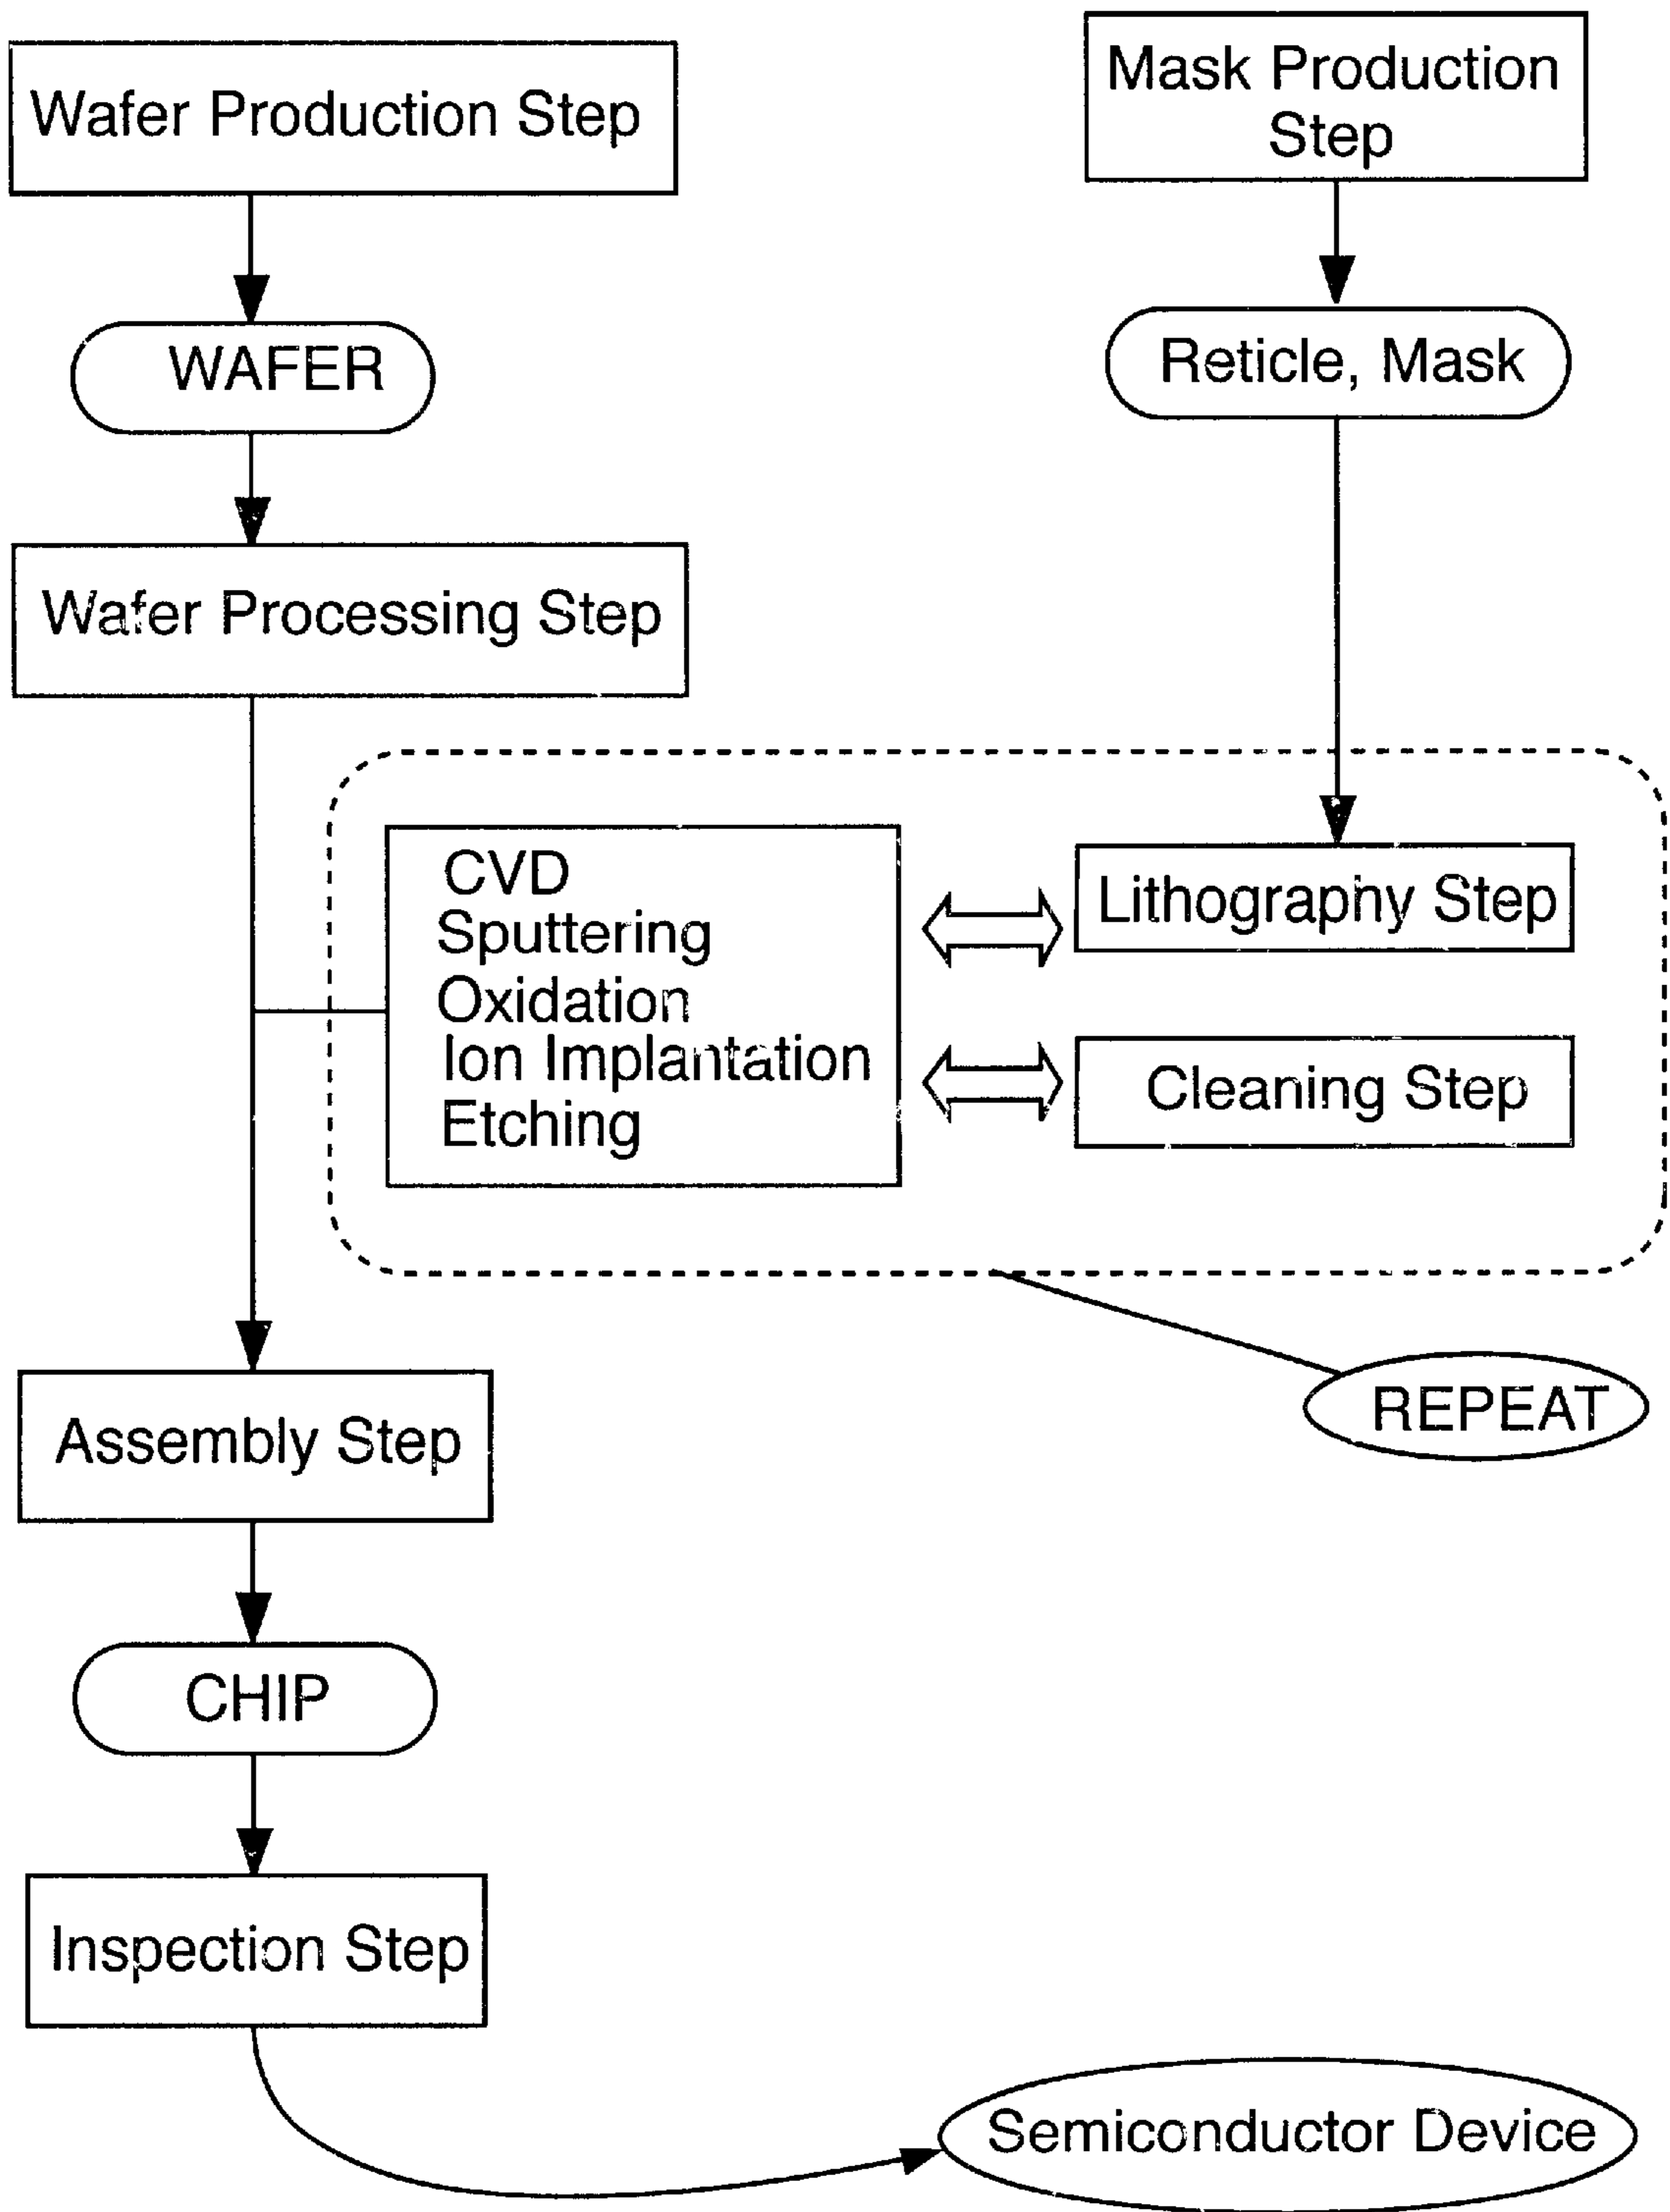 Wafer Production Step
Mask Production
Step
WAFER
Reticle, Mask
Wafer Processing Step
CVD
Sputtering
Oxidation
Ion Implantation
Etching
Lithography Step
Cleaning Step
REPEAT
Assembly Step
CHIP
Inspection Step
Semiconductor Device